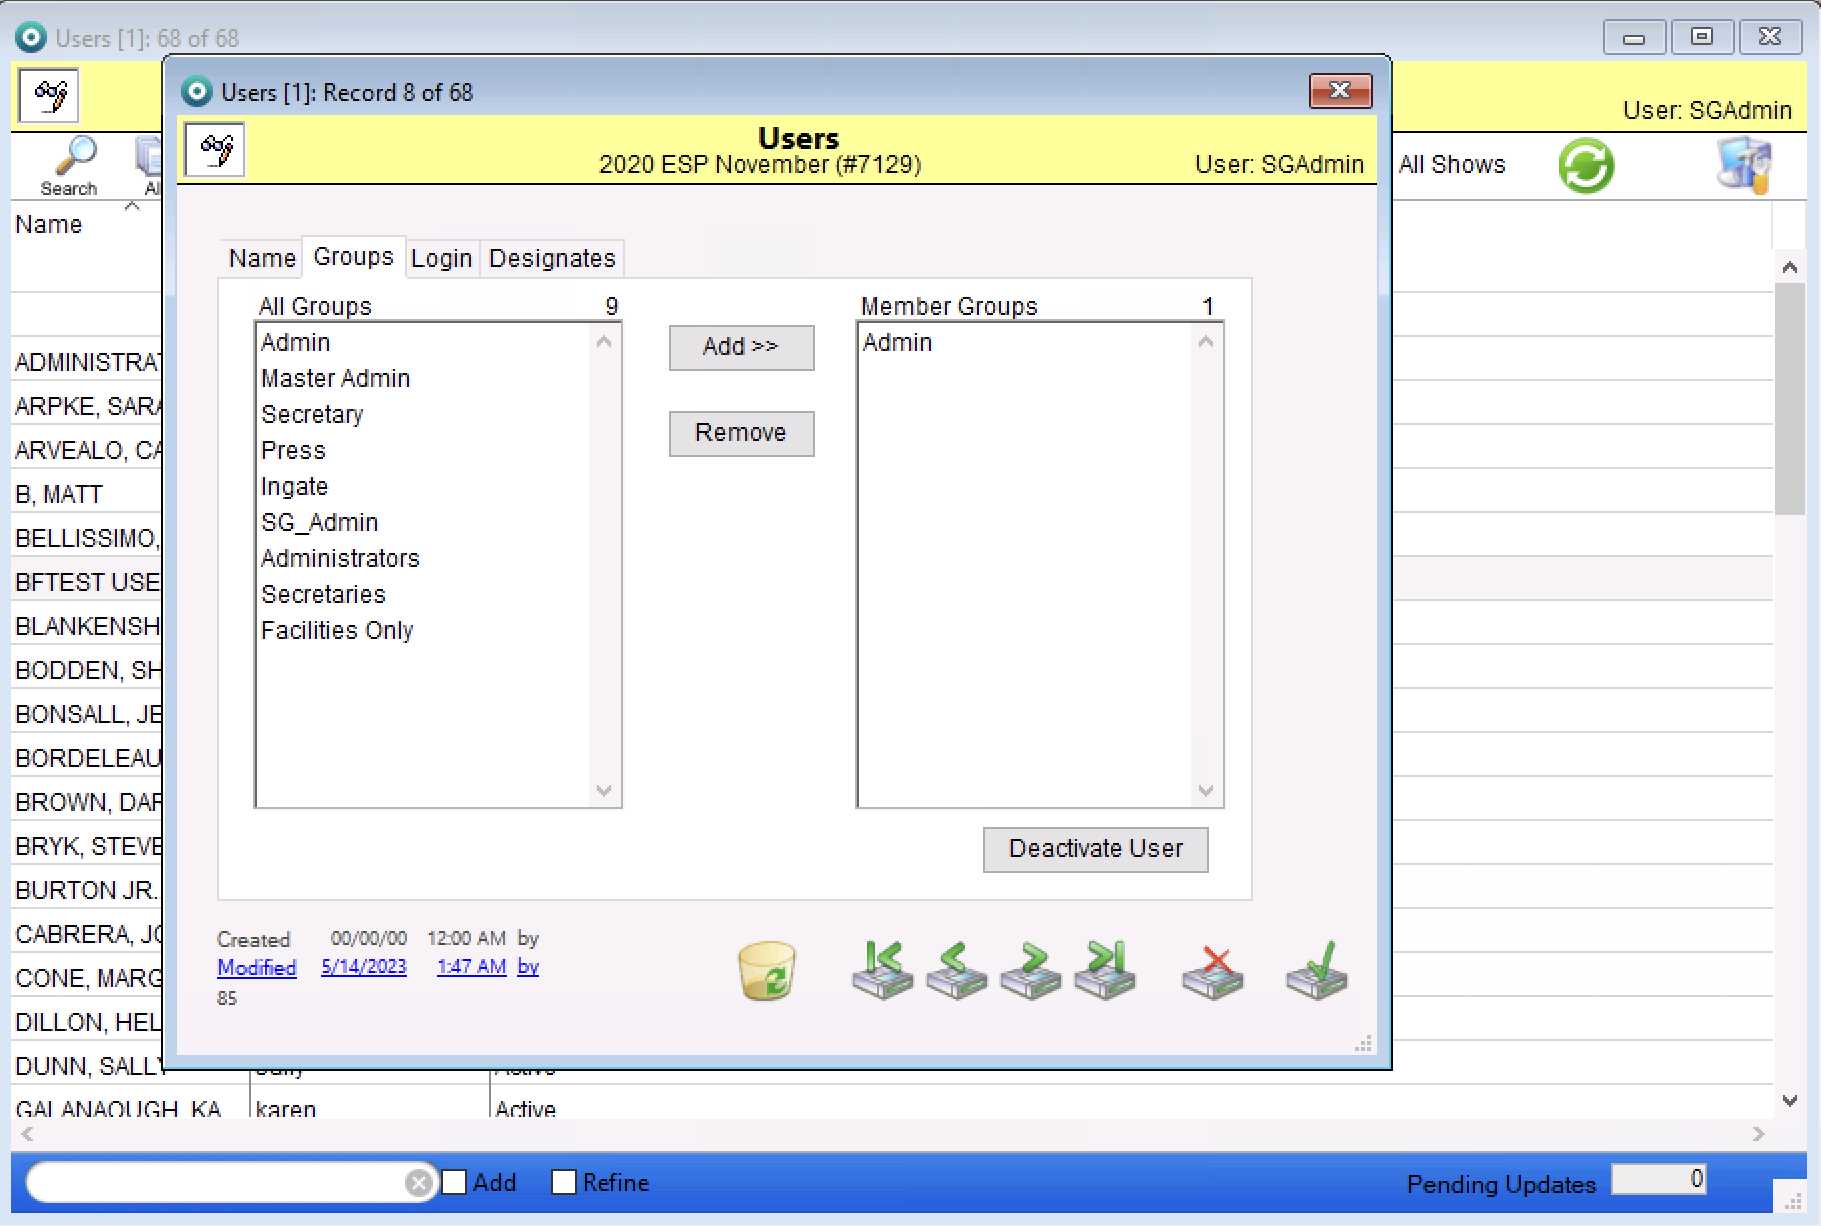 Users [1]: 68 of 68
User: SGAdmin
Search
Al
All Shows
Name
ADMINISTRAT
ARPKE, SARA
ARVEALO, CA
B, MATT
BELLISSIMO,
BFTEST USE
BLANKENSH
BODDEN, SH
BONSALL, JE
BORDELEAU
BROWN, DAR
BRYK, STEVE
BURTON JR.
CABRERA, JO
CONE, MARG
DILLON, HEL
DUNN, SALLY
Active
GALANAOUGH, KA karen Active
Users [1]: Record 8 of 68
Users
2020 ESP November (#7129)
User: SGAdmin
Name Groups Login Designates
All Groups 9
Admin
Master Admin
Secretary
Press
Ingate
SG_Admin
Administrators
Secretaries
Facilities Only
Add >>
Remove
Member Groups 1
Admin
Deactivate User
Created 00/00/00 12:00 AM by
Modified 5/14/2023 1:47 AM by
85
Add
Refine
Pending Updates 0